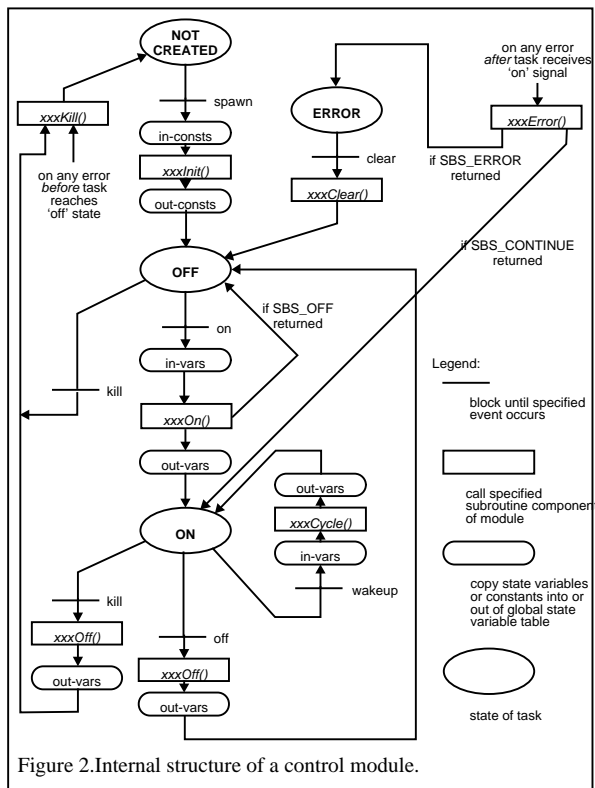 NOT
CREATED
spawn
in-consts
xxxInit()
out-consts
xxxKill()
on any error
before task
reaches
'off' state
ERROR
clear
xxxClear()
on any error
after task receives
'on' signal
xxxError()
if SBS_ERROR
returned
if SBS_CONTINUE
returned
OFF
if SBS_OFF
returned
on
in-vars
kill
xxxOn()
out-vars
ON
out-vars
xxxCycle()
in-vars
wakeup
kill
xxxOff()
out-vars
off
xxxOff()
out-vars
Legend:
block until specified
event occurs
call specified
subroutine component
of module
copy state variables
or constants into or
out of global state
variable table
state of task
Figure 2.Internal structure of a control module.